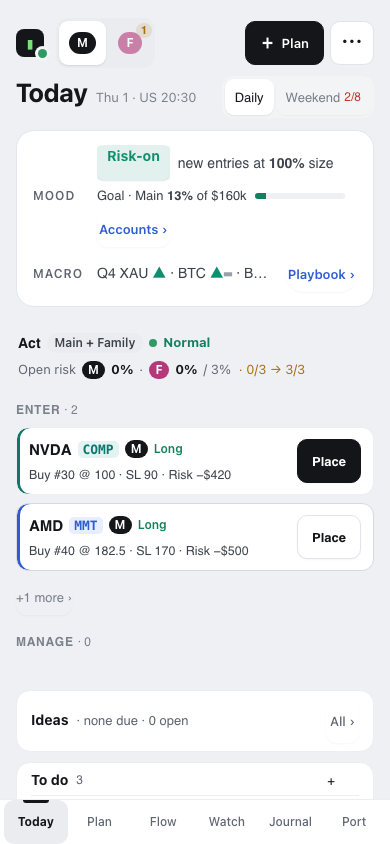 M F 1 + Plan ···
Today Thu 1 · US 20:30 Daily Weekend 2/8
Risk-on new entries at 100% size
MOOD Goal · Main 13% of $160k
Accounts ›
MACRO Q4 XAU ▲ · BTC ▲= · B… Playbook ›
Act Main + Family ● Normal
Open risk M 0% · F 0% / 3% · 0/3 → 3/3
ENTER · 2
NVDA COMP M Long
Buy #30 @ 100 · SL 90 · Risk −$420
Place
AMD MMT M Long
Buy #40 @ 182.5 · SL 170 · Risk −$500
Place
+1 more ›
MANAGE · 0
Ideas · none due · 0 open All ›
To do 3 +
Today Plan Flow Watch Journal Port